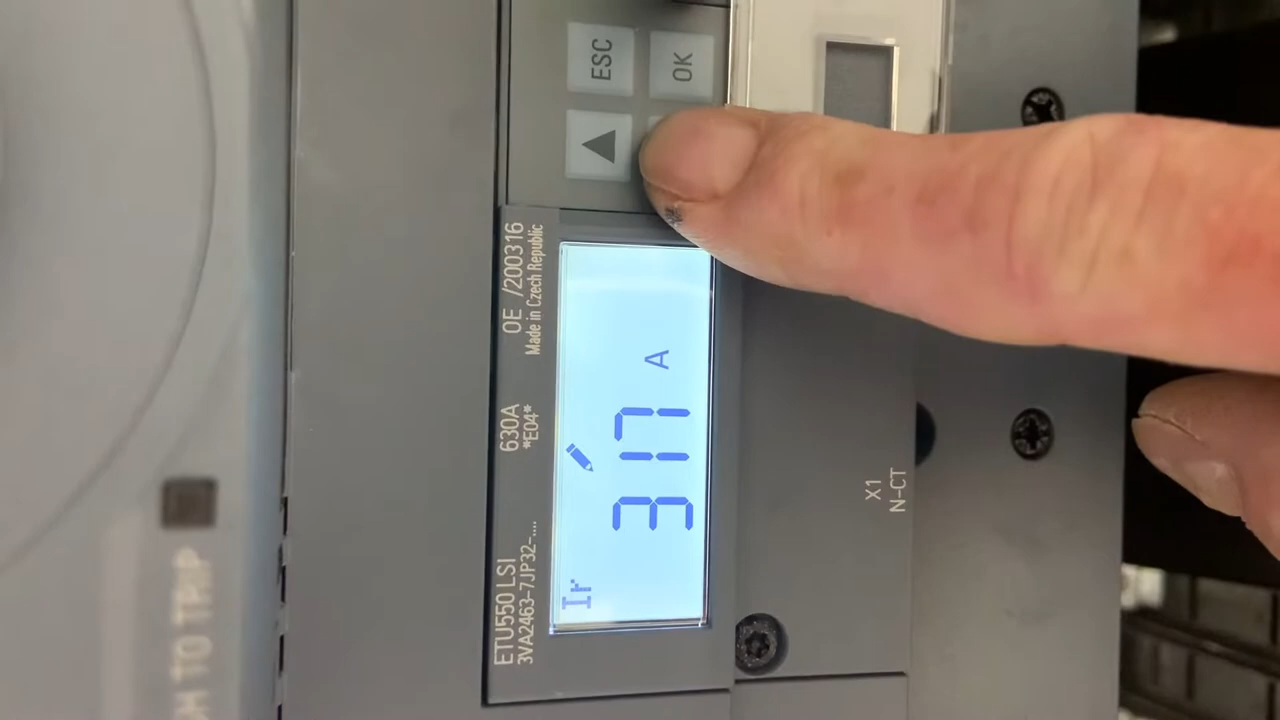 ETU550 LSI
3VA2463-7JP32-....
630A
*E04*
OE /200316
Made in Czech Republic
Ir
317 A
ESC
OK
X1
N-CT
TO TRIP